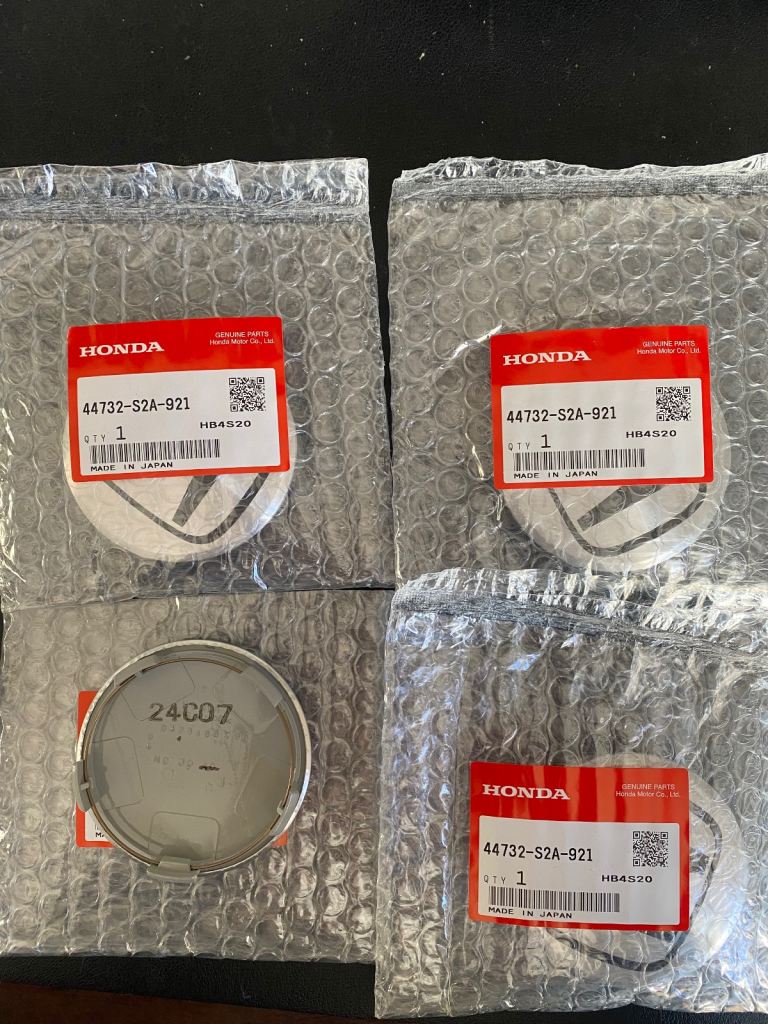 HONDA
GENUINE PARTS
Honda Motor Co., Ltd.
44732-S2A-921
HB4S20
QTY 1
MADE IN JAPAN
HONDA
GENUINE PARTS
Honda Motor Co., Ltd.
44732-S2A-921
HB4S20
QTY 1
MADE IN JAPAN
24C07
HONDA
GENUINE PARTS
Honda Motor Co., Ltd.
44732-S2A-921
HB4S20
QTY 1
MADE IN JAPAN